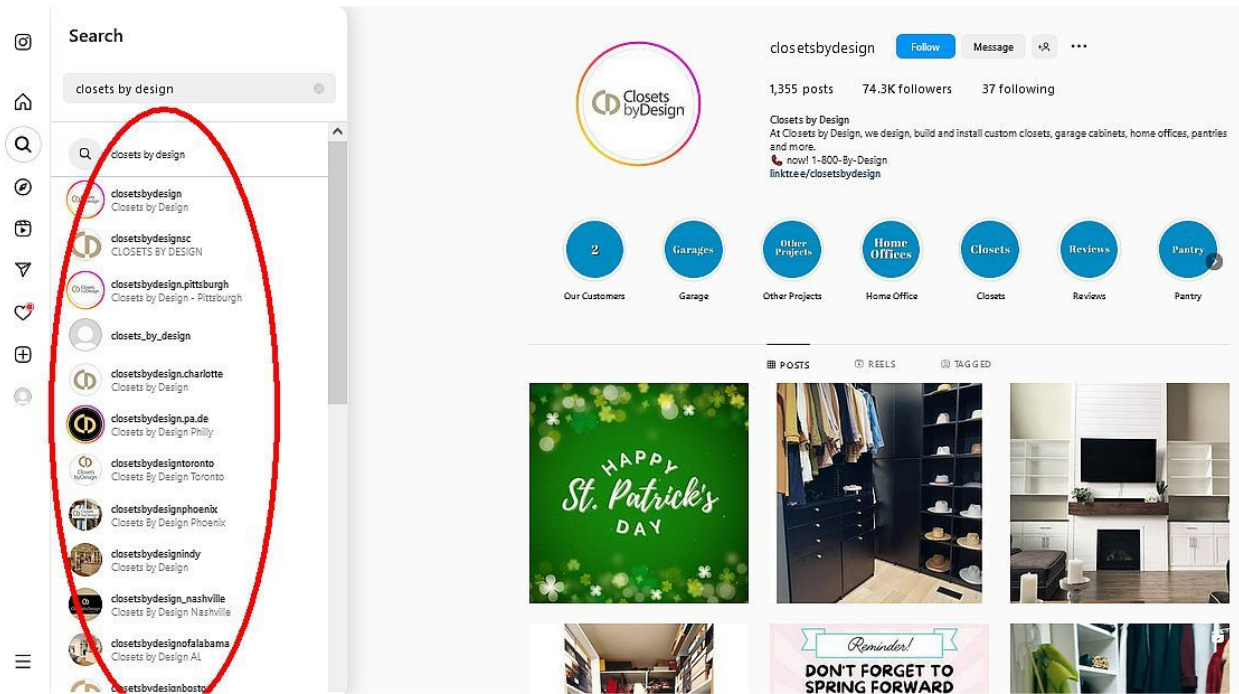 Search
closets by design
closets by design
closetsbydesign
Closets by Design
closetsbydesignsc
CLOSETS BY DESIGN
closetsbydesign.pittsburgh
Closets by Design - Pittsburgh
closets_by_design
closetsbydesign.charlotte
Closets by Design
closetsbydesign.pa.de
Closets by Design Philly
closetsbydesigntoronto
Closets by Design Toronto
closetsbydesignphoenix
Closets By Design Phoenix
closetsbydesignindy
Closets by Design
closetsbydesign_nashville
Closets By Design Nashville
closetsbydesignofalabama
Closets by Design AL
closetsbydesignbosto
Closets
byDesign
closetsbydesign Follow Message
1,355 posts 74.3K followers 37 following
Closets by Design
At Closets by Design, we design, build and install custom closets, garage cabinets, home offices, pantries
and more.
now! 1-800-By-Design
linktr.ee/closetsbydesign
2
Garages
Other
Projects
Home
Offices
Closets
Reviews
Pantry
Our Customers Garage Other Projects Home Office Closets Reviews Pantry
POSTS REELS TAGGED
HAPPY
St. Patrick's
DAY
Reminder!
DON'T FORGET TO
SPRING FORWARD